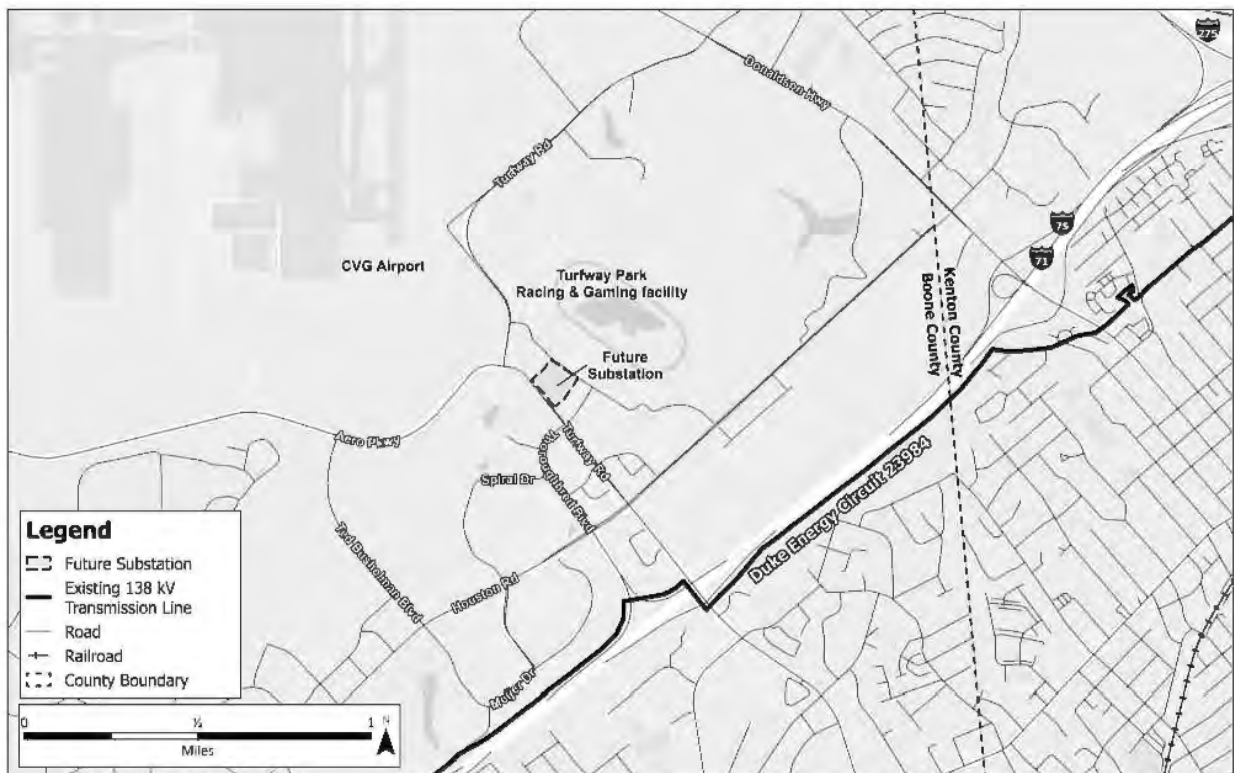 275
Donaldson Hwy
Turfway Rd
75
71
CVG Airport
Turfway Park
Racing & Gaming facility
Kenton County
Boone County
Future
Substation
Aero Pkwy
Turfway Rd
Thoroughbred Blvd
Spiral Dr
Duke Energy Circuit 23984
Ted Bushelman Blvd
Houston Rd
Meijer Dr
Legend
Future Substation
Existing 138 kV
Transmission Line
Road
Railroad
County Boundary
0 ½ 1
Miles
N